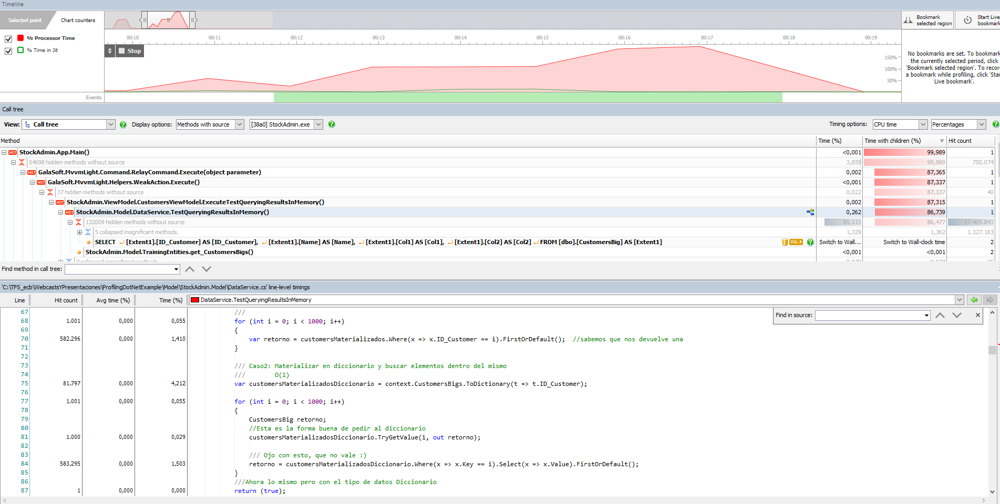 Timeline
Selected point
Chart counters
Bookmark selected region
Start Live bookmark
% Processor Time
% Time in Jit
00:10 00:11 00:12 00:13 00:14 00:15 00:16 00:17 00:18 00:19
Stop
150%
100%
50%
No bookmarks are set. To bookmark
the currently selected period, click
'Bookmark selected region'. To recor
a bookmark while profiling, click 'Star
Live bookmark'.
Events
Call tree
View: Call tree Display options: Methods with source [38a0] StockAdmin.exe Timing options: CPU time Percentages
Method Time (%) Time with children (%) Hit count
HOT StockAdmin.App.Main() <0,001 99,989 1
54698 hidden methods without source 3,859 99,989 750.074
HOT GalaSoft.MvvmLight.Command.RelayCommand.Execute(object parameter) 0,002 87,365 1
HOT GalaSoft.MvvmLight.Helpers.WeakAction.Execute() <0,001 87,337 1
37 hidden methods without source 0,022 87,337 40
HOT StockAdmin.ViewModel.CustomersViewModel.ExecuteTestQueryingResultsInMemory() 0,002 87,315 1
HOT StockAdmin.Model.DataService.TestQueryingResultsInMemory() 0,262 86,739 1
132009 hidden methods without source 85,115 86,477 57.409.843
5 collapsed insignificant methods. 1,329 1,362 1.327.183
SELECT [Extent1].[ID_Customer] AS [ID_Customer], [Extent1].[Name] AS [Name], [Extent1].[Col1] AS [Col1], [Extent1].[Col2] AS [Col2] FROM [dbo].[CustomersBig] AS [Extent1] SQL Switch to Wall... Switch to Wall-clock time 2
StockAdmin.Model.TrainingEntities.get_CustomersBigs() <0,001 <0,001 2
Find method in call tree:
'C:\TFS_ecb\WebcastsYPresentaciones\ProfilingDotNetExample\Model\StockAdmin.Model\DataService.cs' line-level timings
Line Hit count Avg time (%) Time (%) DataService.TestQueryingResultsInMemory
Find in source:
67 ///
68 1.001 0,000 0,055 for (int i = 0; i < 1000; i++)
69 {
70 582.296 0,000 1,410 var retorno = customersMaterializados.Where(x => x.ID_Customer == i).FirstOrDefault(); //sabemos que nos devuelve una
71 }
72
73 /// Caso2: Materializar en diccionario y buscar elementos dentro del mismo
74 /// O(1)
75 81.797 0,000 4,212 var customersMaterializadosDiccionario = context.CustomersBigs.ToDictionary(t => t.ID_Customer);
76
77 1.001 0,000 0,055 for (int i = 0; i < 1000; i++)
78 {
79 CustomersBig retorno;
80 //Esta es la forma buena de pedir al diccionario
81 1.000 0,000 0,029 customersMaterializadosDiccionario.TryGetValue(i, out retorno);
82
83 /// Ojo con esto, que no vale :)
84 583.295 0,000 1,503 retorno = customersMaterializadosDiccionario.Where(x => x.Key == i).Select(x => x.Value).FirstOrDefault();
85 }
86 ///Ahora lo mismo pero con el tipo de datos Diccionario
87 1 0,000 0,000 return (true);